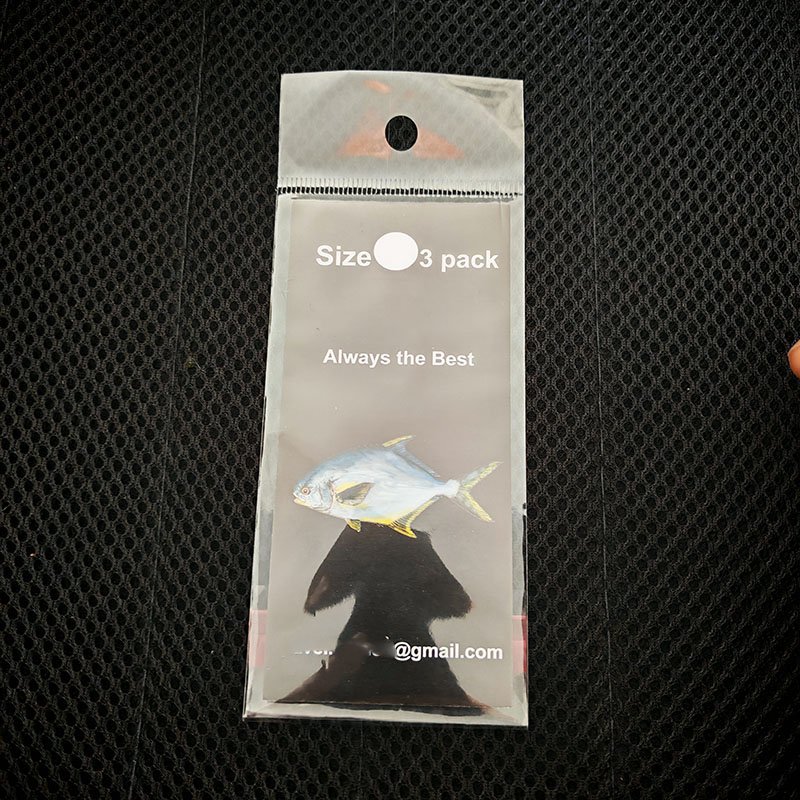 Size 3 pack
Always the Best
@gmail.com